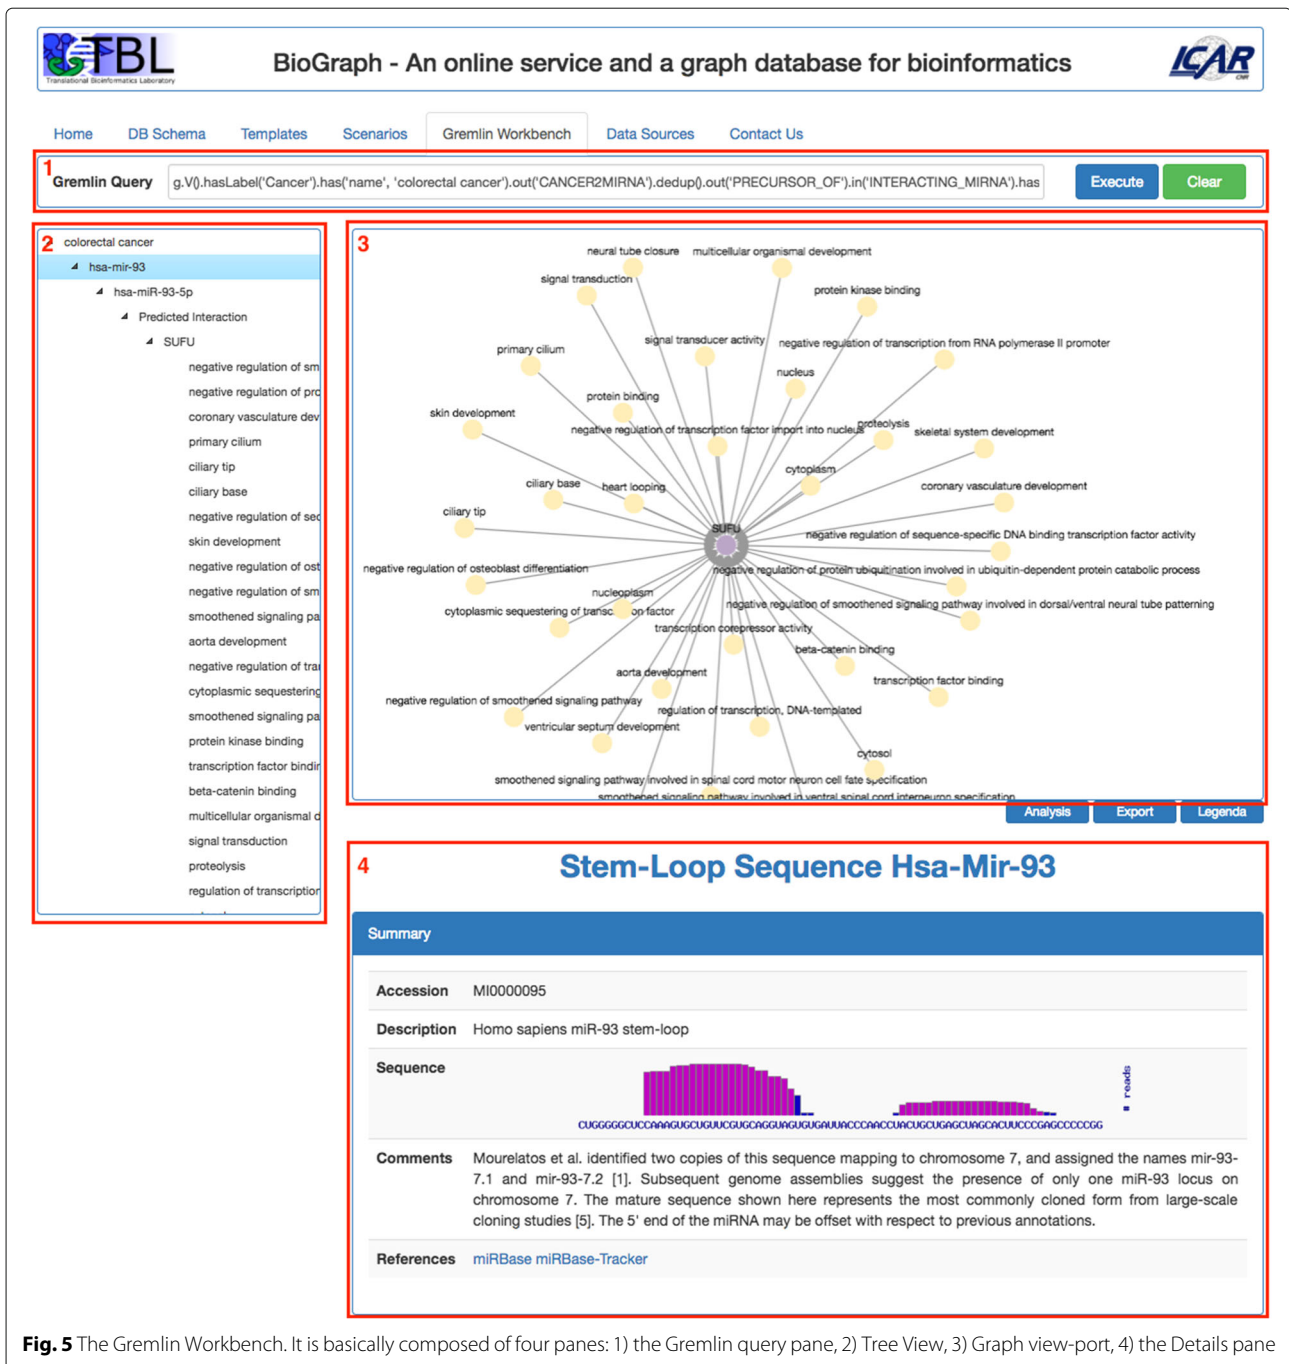 TBL
Translational Bioinformatics Laboratory
BioGraph - An online service and a graph database for bioinformatics
ICAR
CNR
Home DB Schema Templates Scenarios Gremlin Workbench Data Sources Contact Us
1
Gremlin Query g.V().hasLabel('Cancer').has('name', 'colorectal cancer').out('CANCER2MIRNA').dedup().out('PRECURSOR_OF').in('INTERACTING_MIRNA').has Execute Clear
2
colorectal cancer
hsa-mir-93
hsa-miR-93-5p
Predicted Interaction
SUFU
negative regulation of sm
negative regulation of pro
coronary vasculature dev
primary cilium
ciliary tip
ciliary base
negative regulation of sec
skin development
negative regulation of ost
negative regulation of sm
smoothened signaling pa
aorta development
negative regulation of tra
cytoplasmic sequestering
smoothened signaling pa
protein kinase binding
transcription factor bindin
beta-catenin binding
multicellular organismal d
signal transduction
proteolysis
regulation of transcription
3
neural tube closure
multicellular organismal development
signal transduction
protein kinase binding
signal transducer activity
negative regulation of transcription from RNA polymerase II promoter
primary cilium
nucleus
protein binding
skin development
negative regulation of transcription factor import into nucleus
proteolysis
skeletal system development
cytoplasm
ciliary base
heart looping
coronary vasculature development
ciliary tip
SUFU
negative regulation of sequence-specific DNA binding transcription factor activity
negative regulation of osteoblast differentiation
negative regulation of protein ubiquitination involved in ubiquitin-dependent protein catabolic process
nucleoplasm
cytoplasmic sequestering of transcription factor
negative regulation of smoothened signaling pathway involved in dorsal/ventral neural tube patterning
transcription corepressor activity
beta-catenin binding
aorta development
transcription factor binding
negative regulation of smoothened signaling pathway
regulation of transcription, DNA-templated
ventricular septum development
cytosol
smoothened signaling pathway involved in spinal cord motor neuron cell fate specification
smoothened signaling pathway involved in ventral spinal cord interneuron specification
Analysis Export Legenda
4
Stem-Loop Sequence Hsa-Mir-93
Summary
Accession MI0000095
Description Homo sapiens miR-93 stem-loop
Sequence
# reads
CUGGGGGCUCCAAAGUGCUGUUCGUGCAGGUAGUGUGAUUACCCAACCUACUGCUGAGCUAGCACUUCCCGAGCCCCCGG
Comments Mourelatos et al. identified two copies of this sequence mapping to chromosome 7, and assigned the names mir-93-
7.1 and mir-93-7.2 [1]. Subsequent genome assemblies suggest the presence of only one miR-93 locus on
chromosome 7. The mature sequence shown here represents the most commonly cloned form from large-scale
cloning studies [5]. The 5' end of the miRNA may be offset with respect to previous annotations.
References miRBase miRBase-Tracker
Fig. 5 The Gremlin Workbench. It is basically composed of four panes: 1) the Gremlin query pane, 2) Tree View, 3) Graph view-port, 4) the Details pane